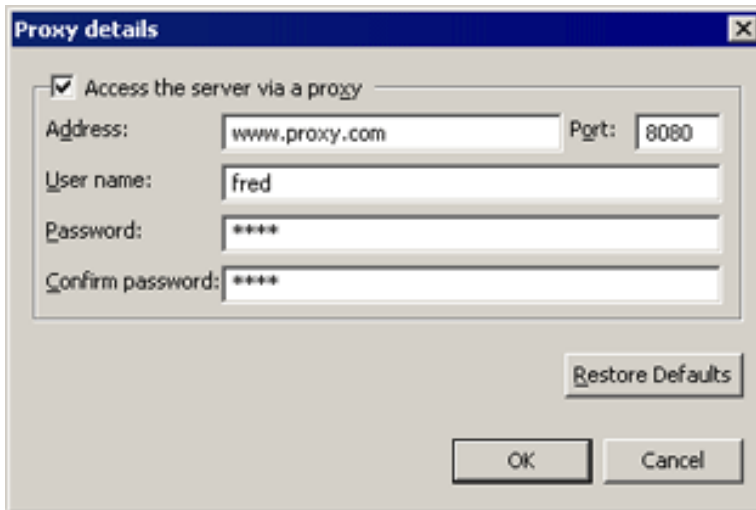 Proxy details
Access the server via a proxy
Address: www.proxy.com Port: 8080
User name: fred
Password: ****
Confirm password: ****
Restore Defaults
OK Cancel